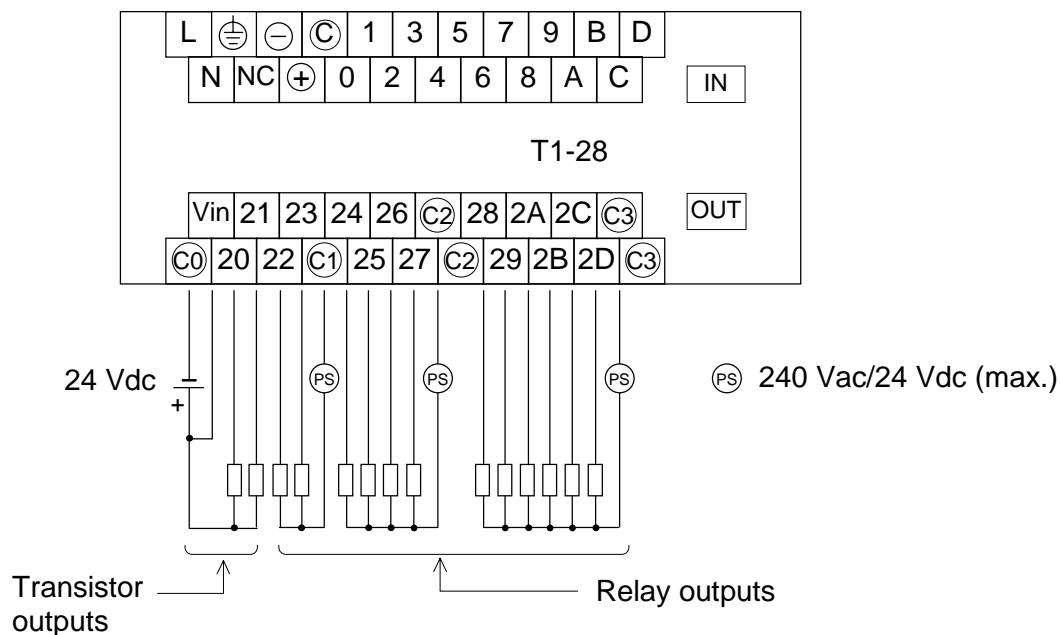 L ⏚ ⊖ Ⓒ 1 3 5 7 9 B D
N NC ⊕ 0 2 4 6 8 A C
IN
T1-28
Vin 21 23 24 26 C2 28 2A 2C C3
OUT
C0 20 22 C1 25 27 C2 29 2B 2D C3
24 Vdc
+
PS PS PS
PS 240 Vac/24 Vdc (max.)
Transistor
outputs
Relay outputs